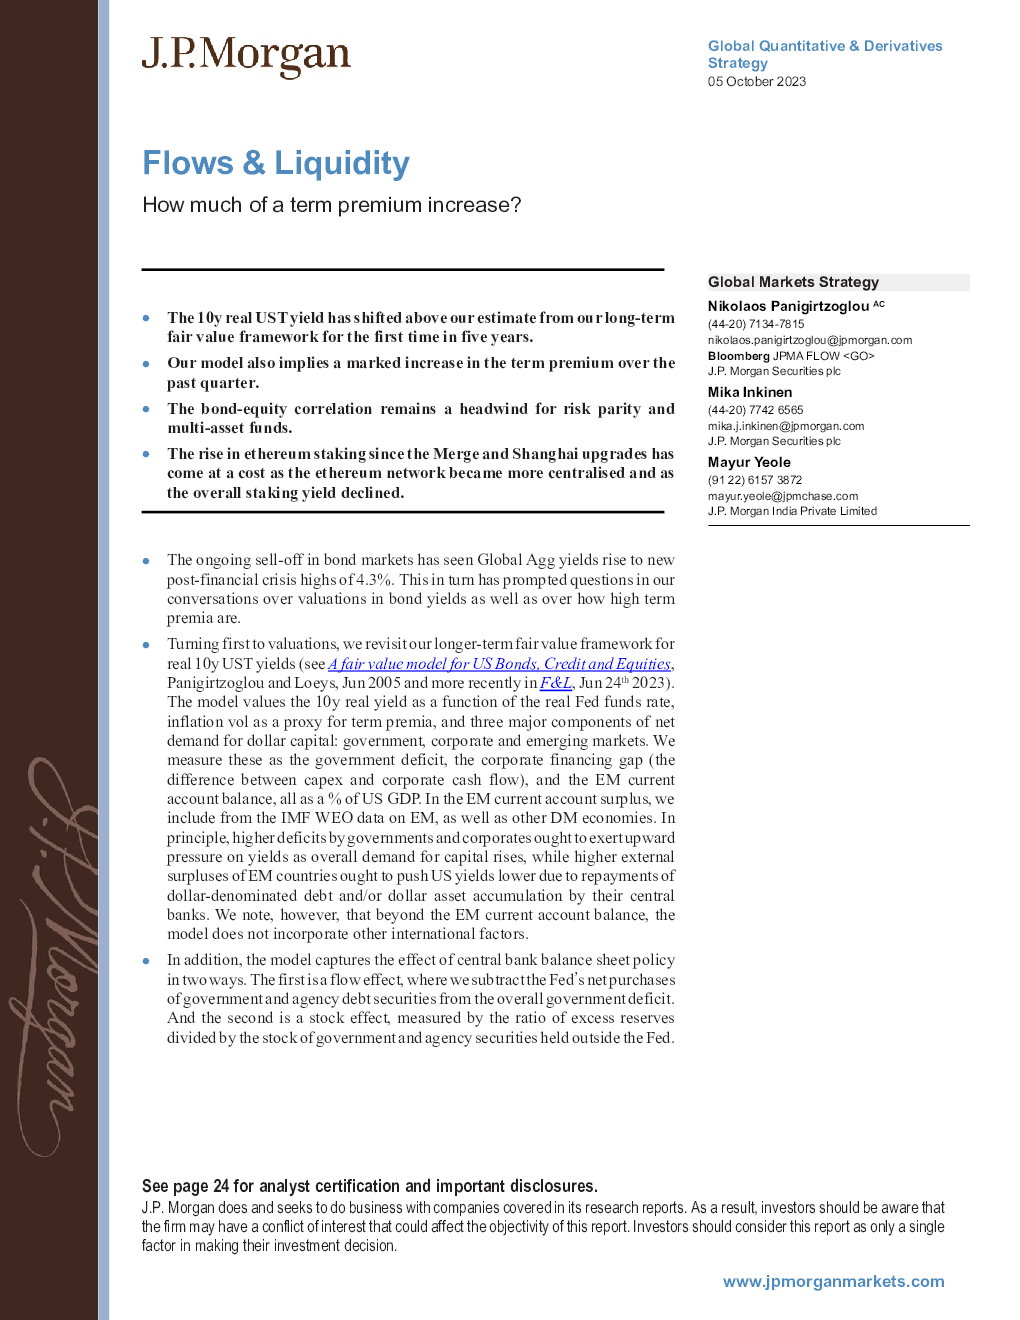 J.P.Morgan
Global Quantitative & Derivatives
Strategy
05 October 2023
Flows & Liquidity
How much of a term premium increase?
● The 10y real UST yield has shifted above our estimate from our long-term
fair value framework for the first time in five years.
● Our model also implies a marked increase in the term premium over the
past quarter.
● The bond-equity correlation remains a headwind for risk parity and
multi-asset funds.
● The rise in ethereum staking since the Merge and Shanghai upgrades has
come at a cost as the ethereum network became more centralised and as
the overall staking yield declined.
Global Markets Strategy
Nikolaos Panigirtzoglou AC
(44-20) 7134-7815
nikolaos.panigirtzoglou@jpmorgan.com
Bloomberg JPMA FLOW <GO>
J.P. Morgan Securities plc
Mika Inkinen
(44-20) 7742 6565
mika.j.inkinen@jpmorgan.com
J.P. Morgan Securities plc
Mayur Yeole
(91 22) 6157 3872
mayur.yeole@jpmchase.com
J.P. Morgan India Private Limited
● The ongoing sell-off in bond markets has seen Global Agg yields rise to new
post-financial crisis highs of 4.3%. This in turn has prompted questions in our
conversations over valuations in bond yields as well as over how high term
premia are.
● Turning first to valuations, we revisit our longer-term fair value framework for
real 10y UST yields (see A fair value model for US Bonds, Credit and Equities,
Panigirtzoglou and Loeys, Jun 2005 and more recently in F&L, Jun 24th 2023).
The model values the 10y real yield as a function of the real Fed funds rate,
inflation vol as a proxy for term premia, and three major components of net
demand for dollar capital: government, corporate and emerging markets. We
measure these as the government deficit, the corporate financing gap (the
difference between capex and corporate cash flow), and the EM current
account balance, all as a % of US GDP. In the EM current account surplus, we
include from the IMF WEO data on EM, as well as other DM economies. In
principle, higher deficits by governments and corporates ought to exert upward
pressure on yields as overall demand for capital rises, while higher external
surpluses of EM countries ought to push US yields lower due to repayments of
dollar-denominated debt and/or dollar asset accumulation by their central
banks. We note, however, that beyond the EM current account balance, the
model does not incorporate other international factors.
● In addition, the model captures the effect of central bank balance sheet policy
in two ways. The first is a flow effect, where we subtract the Fed's net purchases
of government and agency debt securities from the overall government deficit.
And the second is a stock effect, measured by the ratio of excess reserves
divided by the stock of government and agency securities held outside the Fed.
J.P. Morgan
See page 24 for analyst certification and important disclosures.
J.P. Morgan does and seeks to do business with companies covered in its research reports. As a result, investors should be aware that
the firm may have a conflict of interest that could affect the objectivity of this report. Investors should consider this report as only a single
factor in making their investment decision.
www.jpmorganmarkets.com